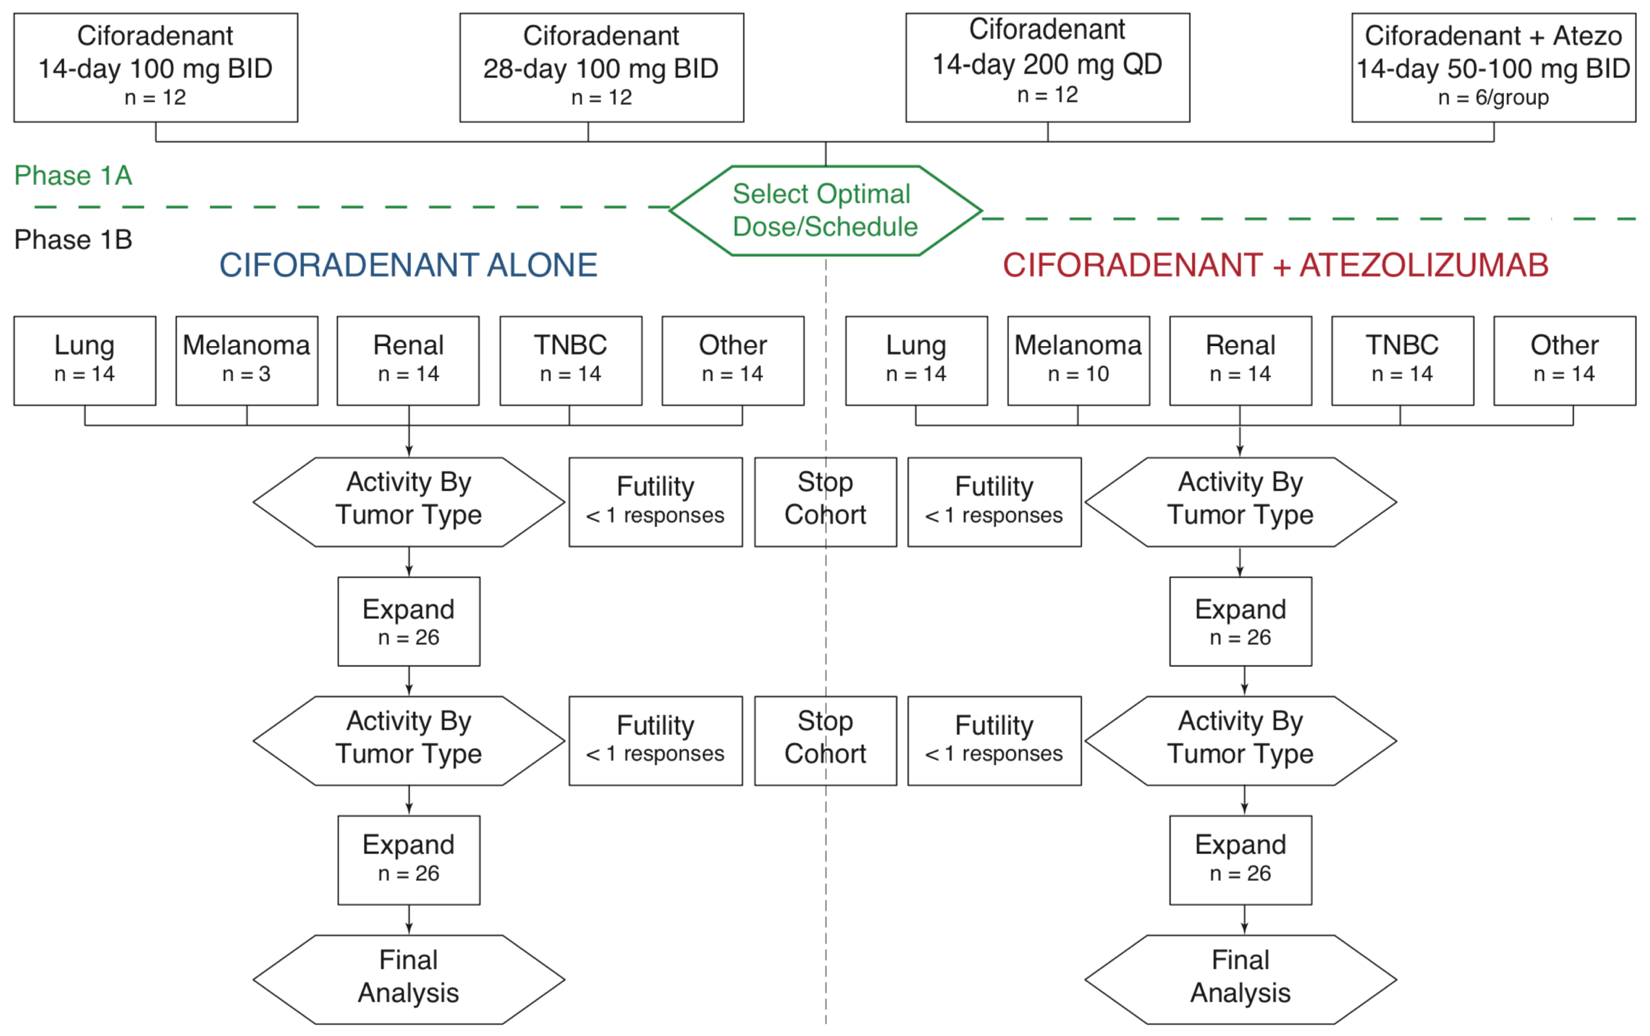 Ciforadenant
14-day 100 mg BID
n = 12
Ciforadenant
28-day 100 mg BID
n = 12
Ciforadenant
14-day 200 mg QD
n = 12
Ciforadenant + Atezo
14-day 50-100 mg BID
n = 6/group
Phase 1A
Select Optimal
Dose/Schedule
Phase 1B
CIFORADENANT ALONE
CIFORADENANT + ATEZOLIZUMAB
Lung
n = 14
Melanoma
n = 3
Renal
n = 14
TNBC
n = 14
Other
n = 14
Lung
n = 14
Melanoma
n = 10
Renal
n = 14
TNBC
n = 14
Other
n = 14
Activity By
Tumor Type
Futility
< 1 responses
Stop
Cohort
Futility
< 1 responses
Activity By
Tumor Type
Expand
n = 26
Expand
n = 26
Activity By
Tumor Type
Futility
< 1 responses
Stop
Cohort
Futility
< 1 responses
Activity By
Tumor Type
Expand
n = 26
Expand
n = 26
Final
Analysis
Final
Analysis